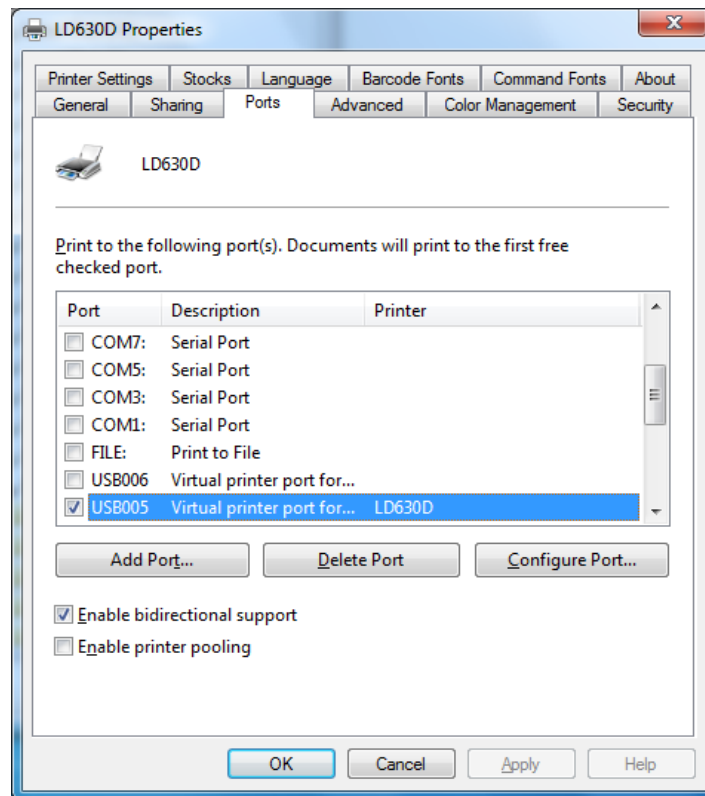 LD630D Properties
Printer Settings Stocks Language Barcode Fonts Command Fonts About
General Sharing Ports Advanced Color Management Security
LD630D
Print to the following port(s). Documents will print to the first free
checked port.
Port Description Printer
COM7: Serial Port
COM5: Serial Port
COM3: Serial Port
COM1: Serial Port
FILE: Print to File
USB006 Virtual printer port for...
USB005 Virtual printer port for... LD630D
Add Port... Delete Port Configure Port...
Enable bidirectional support
Enable printer pooling
OK Cancel Apply Help